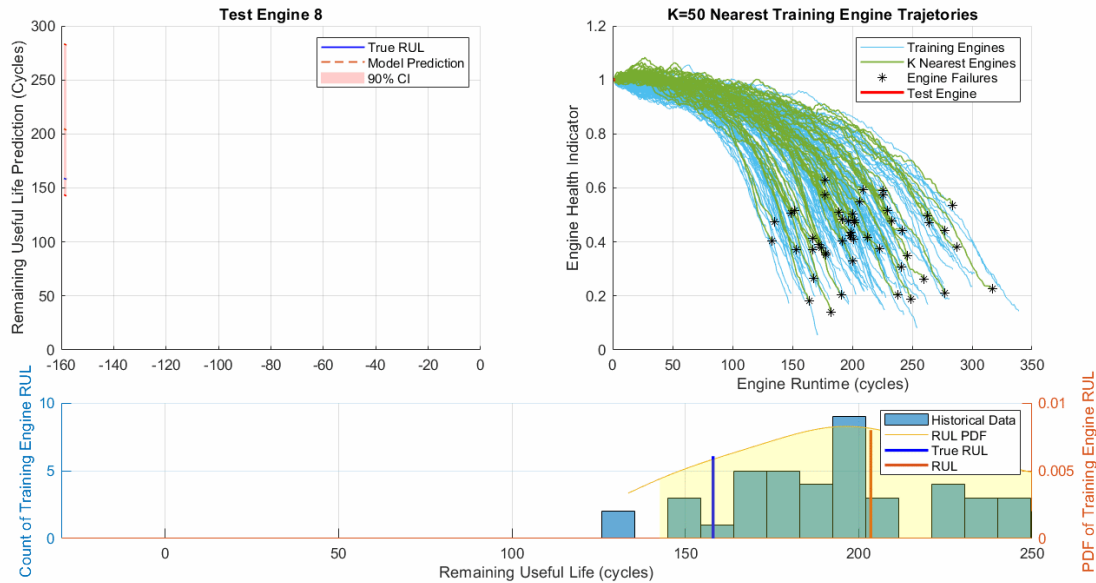 Test Engine 8
Remaining Useful Life Prediction (Cycles)
300
250
200
150
100
50
0
-160
-140
-120
-100
-80
-60
-40
-20
0
True RUL
Model Prediction
90% CI
K=50 Nearest Training Engine Trajetories
Engine Health Indicator
1.2
1
0.8
0.6
0.4
0.2
0
0
50
100
150
200
250
300
350
Engine Runtime (cycles)
Training Engines
K Nearest Engines
Engine Failures
Test Engine
Count of Training Engine RUL
10
5
0
0
50
100
150
200
250
Remaining Useful Life (cycles)
Historical Data
RUL PDF
True RUL
RUL
0.01
0.005
0
PDF of Training Engine RUL